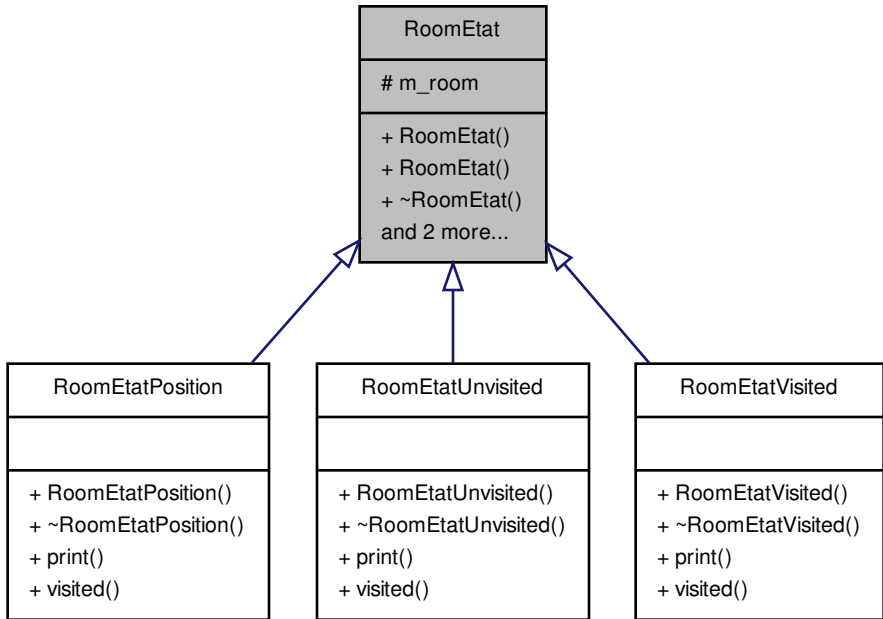 RoomEtat
# m_room
+ RoomEtat()
+ RoomEtat()
+ ~RoomEtat()
and 2 more...
RoomEtatPosition
+ RoomEtatPosition()
+ ~RoomEtatPosition()
+ print()
+ visited()
RoomEtatUnvisited
+ RoomEtatUnvisited()
+ ~RoomEtatUnvisited()
+ print()
+ visited()
RoomEtatVisited
+ RoomEtatVisited()
+ ~RoomEtatVisited()
+ print()
+ visited()